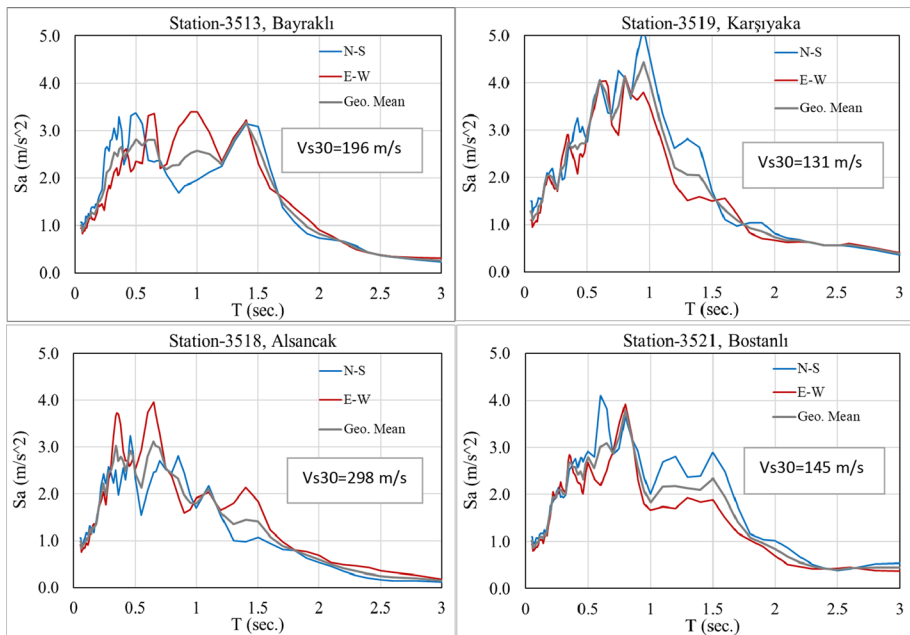 Station-3513, Bayraklı
5.0
4.0
3.0
2.0
1.0
0.0
Sa (m/s^2)
N-S
E-W
Geo. Mean
Vs30=196 m/s
0
0.5
1
1.5
2
2.5
3
T (sec.)
Station-3519, Karşıyaka
5.0
4.0
3.0
2.0
1.0
0.0
Sa (m/s^2)
N-S
E-W
Geo. Mean
Vs30=131 m/s
0
0.5
1
1.5
2
2.5
3
T (sec.)
Station-3518, Alsancak
5.0
4.0
3.0
2.0
1.0
0.0
Sa (m/s^2)
N-S
E-W
Geo. Mean
Vs30=298 m/s
0
0.5
1
1.5
2
2.5
3
T (sec.)
Station-3521, Bostanlı
5.0
4.0
3.0
2.0
1.0
0.0
Sa (m/s^2)
N-S
E-W
Geo. Mean
Vs30=145 m/s
0
0.5
1
1.5
2
2.5
3
T (sec.)